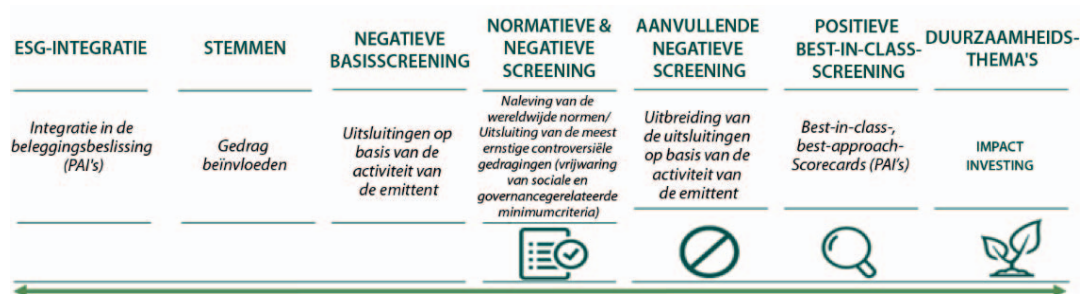 ESG-INTEGRATIE
STEMMEN
NEGATIEVE
BASISSCREENING
NORMATIEVE &
NEGATIEVE
SCREENING
AANVULLENDE
NEGATIEVE
SCREENING
POSITIEVE
BEST-IN-CLASS-
SCREENING
DUURZAAMHEIDS-
THEMA'S
Integratie in de
beleggingsbeslissing
(PAI's)
Gedrag
beïnvloeden
Uitsluitingen op
basis van de
activiteit van
de emittent
Naleving van de
wereldwijde normen/
Uitsluiting van de meest
ernstige controversiële
gedragingen (vrijwaring
van sociale en
governancegerelateerde
minimumcriteria)
Uitbreiding van
de uitsluitingen
op basis van de
activiteit van
de emittent
Best-in-class-,
best-approach-
Scorecards (PAI's)
IMPACT
INVESTING